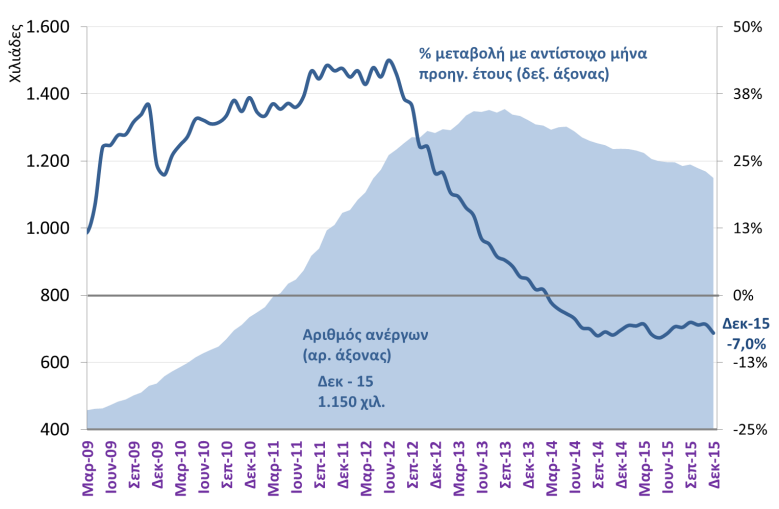 Χιλιάδες
1.600
1.400
1.200
1.000
800
600
400
50%
38%
25%
13%
0%
-13%
-25%
% μεταβολή με αντίστοιχο μήνα
προηγ. έτους (δεξ. άξονας)
Αριθμός ανέργων
(αρ. άξονας)
Δεκ - 15
1.150 χιλ.
Δεκ-15
-7,0%
Μαρ-09
Ιουν-09
Σεπ-09
Δεκ-09
Μαρ-10
Ιουν-10
Σεπ-10
Δεκ-10
Μαρ-11
Ιουν-11
Σεπ-11
Δεκ-11
Μαρ-12
Ιουν-12
Σεπ-12
Δεκ-12
Μαρ-13
Ιουν-13
Σεπ-13
Δεκ-13
Μαρ-14
Ιουν-14
Σεπ-14
Δεκ-14
Μαρ-15
Ιουν-15
Σεπ-15
Δεκ-15